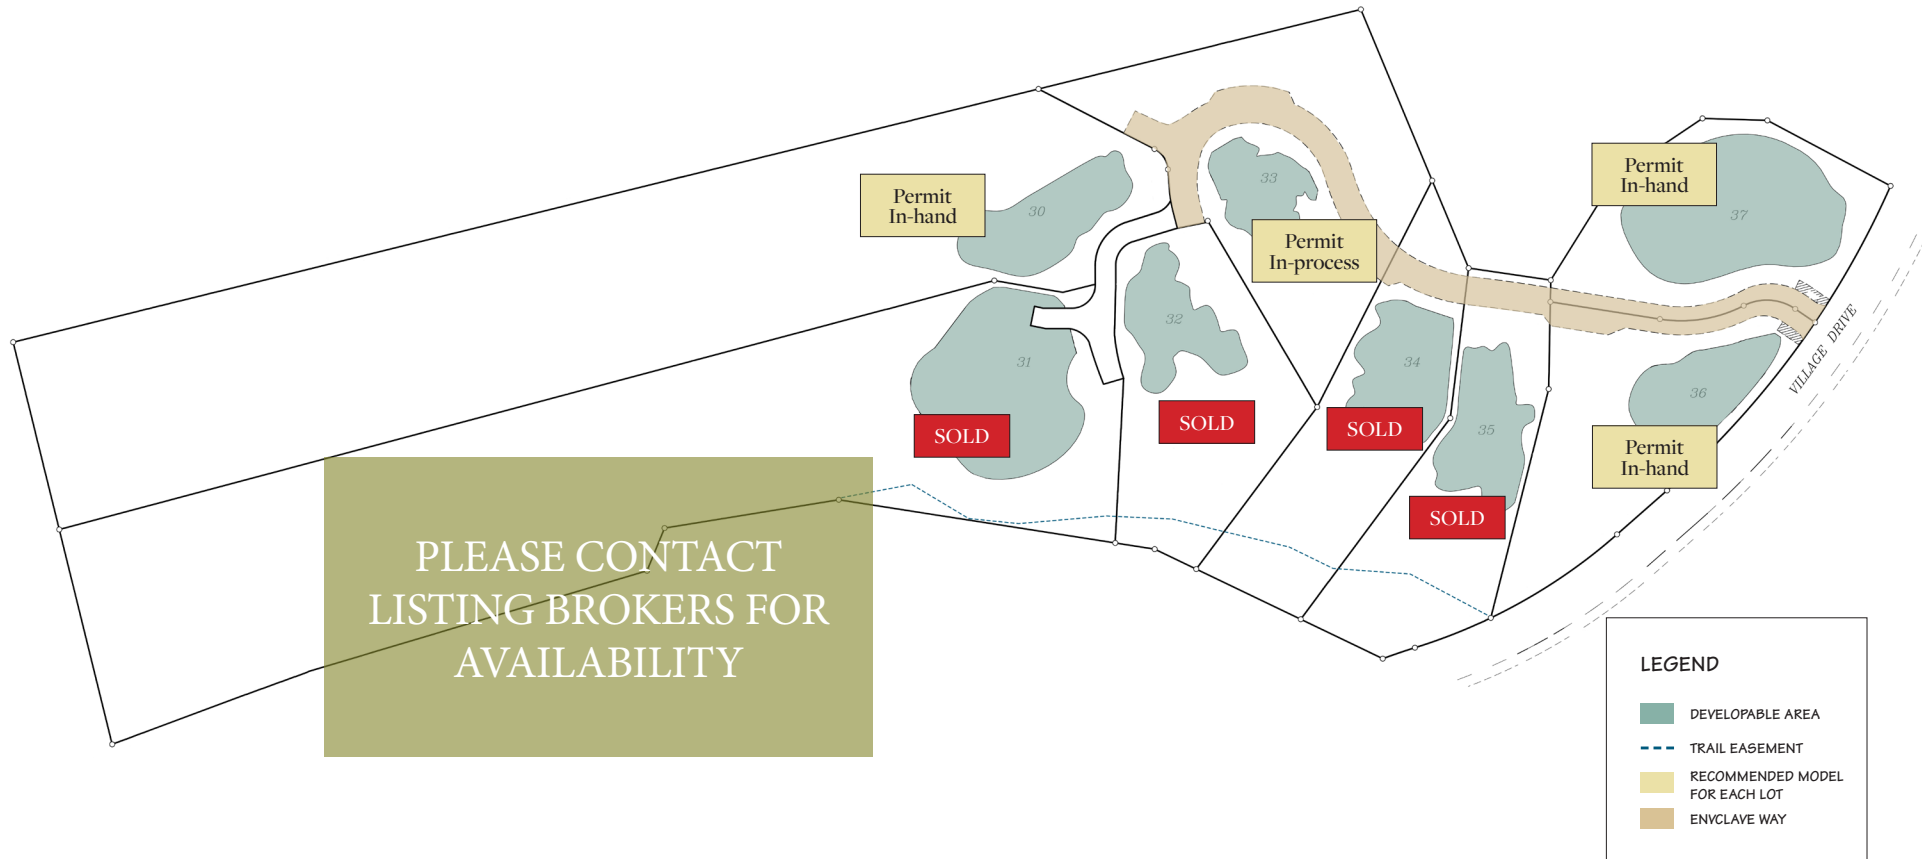 Permit
In-hand
30
33
Permit
In-process
Permit
In-hand
37
31
32
34
35
36
SOLD
SOLD
SOLD
SOLD
Permit
In-hand
VILLAGE DRIVE
PLEASE CONTACT
LISTING BROKERS FOR
AVAILABILITY
LEGEND
DEVELOPABLE AREA
TRAIL EASEMENT
RECOMMENDED MODEL
FOR EACH LOT
ENVCLAVE WAY